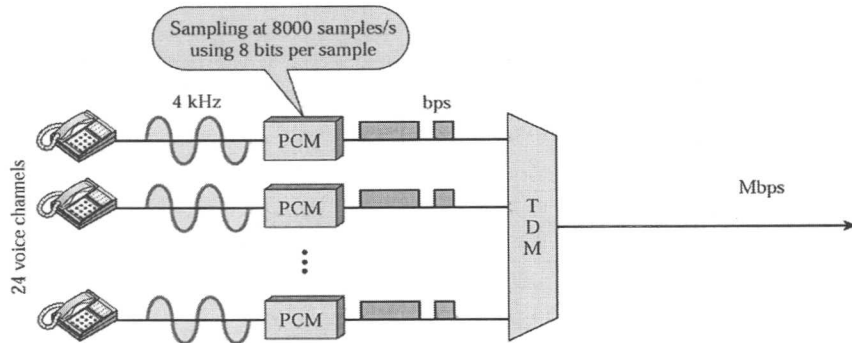 Sampling at 8000 samples/s
using 8 bits per sample
4 kHz
bps
PCM
PCM
PCM
24 voice channels
T
D
M
Mbps